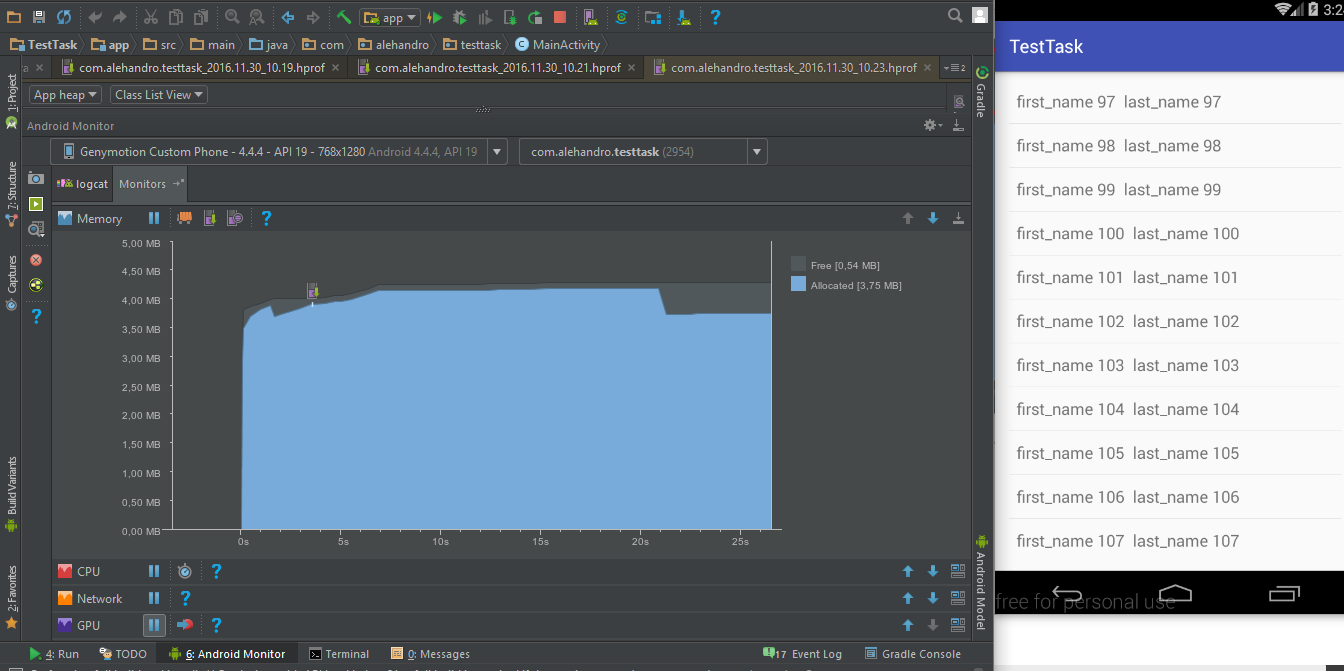 app
TestTask app src main java com alehandro testtask MainActivity
a × com.alehandro.testtask_2016.11.30_10.19.hprof × com.alehandro.testtask_2016.11.30_10.21.hprof × com.alehandro.testtask_2016.11.30_10.23.hprof × 2
App heap Class List View
Android Monitor
Genymotion Custom Phone - 4.4.4 - API 19 - 768x1280 Android 4.4.4, API 19 com.alehandro.testtask (2954)
logcat Monitors
Memory ?
5,00 MB
4,50 MB
4,00 MB
3,50 MB
3,00 MB
2,50 MB
2,00 MB
1,50 MB
1,00 MB
0,50 MB
0,00 MB
0s 5s 10s 15s 20s 25s
Free [0,54 MB]
Allocated [3,75 MB]
CPU ?
Network ?
GPU ?
1: Project
7: Structure
Captures
Build Variants
2: Favorites
Gradle
Android Model
4: Run TODO 6: Android Monitor Terminal 0: Messages 17 Event Log Gradle Console
3:2
TestTask
first_name 97 last_name 97
first_name 98 last_name 98
first_name 99 last_name 99
first_name 100 last_name 100
first_name 101 last_name 101
first_name 102 last_name 102
first_name 103 last_name 103
first_name 104 last_name 104
first_name 105 last_name 105
first_name 106 last_name 106
first_name 107 last_name 107
free for personal use